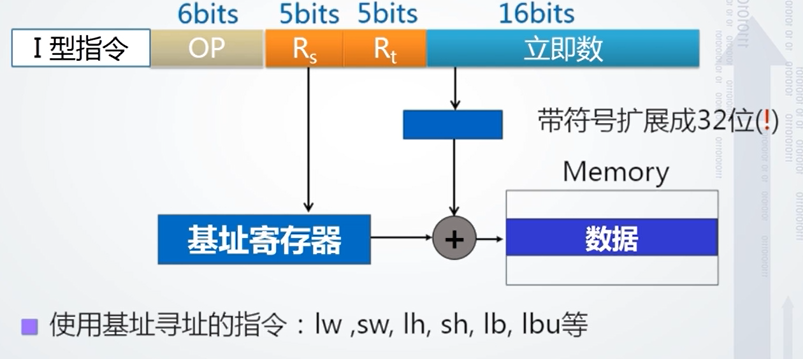 6bits 5bits 5bits 16bits
I 型指令 OP Rs Rt 立即数
带符号扩展成32位(!)
Memory
基址寄存器 + 数据
使用基址寻址的指令：lw ,sw, lh, sh, lb, lbu等